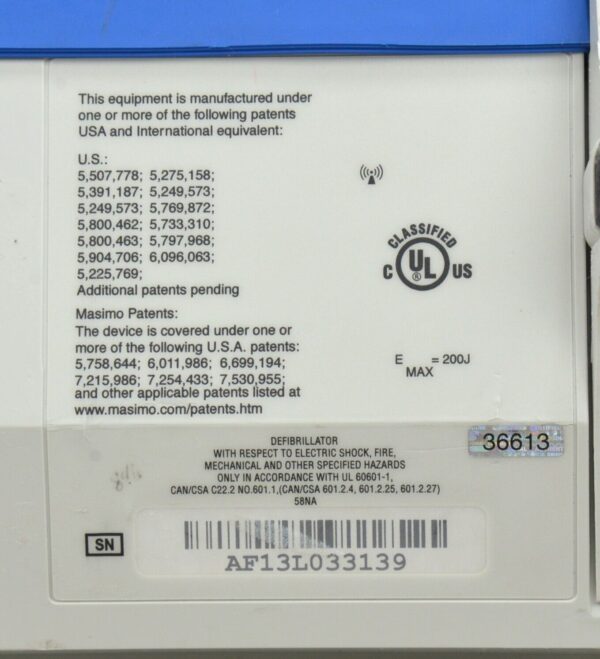 This equipment is manufactured under
one or more of the following patents
USA and International equivalent:
U.S.:
5,507,778; 5,275,158;
5,391,187; 5,249,573;
5,249,573; 5,769,872;
5,800,462; 5,733,310;
5,800,463; 5,797,968;
5,904,706; 6,096,063;
5,225,769;
Additional patents pending
Masimo Patents:
The device is covered under one or
more of the following U.S.A. patents:
5,758,644; 6,011,986; 6,699,194;
7,215,986; 7,254,433; 7,530,955;
and other applicable patents listed at
www.masimo.com/patents.htm
CLASSIFIED
C UL US
®
E MAX = 200J
36613
DEFIBRILLATOR
WITH RESPECT TO ELECTRIC SHOCK, FIRE,
MECHANICAL AND OTHER SPECIFIED HAZARDS
ONLY IN ACCORDANCE WITH UL 60601-1,
CAN/CSA C22.2 NO.601.1,(CAN/CSA 601.2.4, 601.2.25, 601.2.27)
58NA
SN
AF13L033139